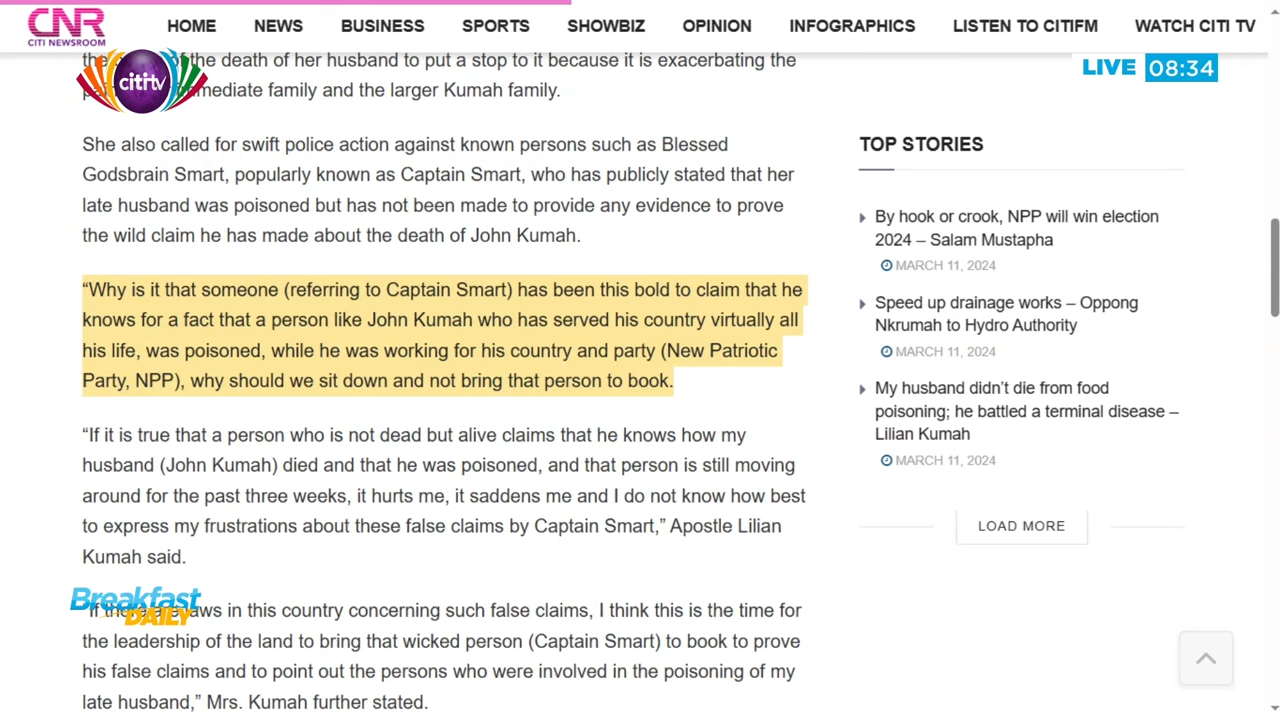 CNR
CITI NEWSROOM
HOME
NEWS
BUSINESS
SPORTS
SHOWBIZ
OPINION
INFOGRAPHICS
LISTEN TO CITIFM
WATCH CITI TV
cititv
LIVE 08:34
the of the death of her husband to put a stop to it because it is exacerbating the
immediate family and the larger Kumah family.
She also called for swift police action against known persons such as Blessed
Godsbrain Smart, popularly known as Captain Smart, who has publicly stated that her
late husband was poisoned but has not been made to provide any evidence to prove
the wild claim he has made about the death of John Kumah.
“Why is it that someone (referring to Captain Smart) has been this bold to claim that he
knows for a fact that a person like John Kumah who has served his country virtually all
his life, was poisoned, while he was working for his country and party (New Patriotic
Party, NPP), why should we sit down and not bring that person to book.
“If it is true that a person who is not dead but alive claims that he knows how my
husband (John Kumah) died and that he was poisoned, and that person is still moving
around for the past three weeks, it hurts me, it saddens me and I do not know how best
to express my frustrations about these false claims by Captain Smart,” Apostle Lilian
Kumah said.
Breakfast
DAILY
“If there are laws in this country concerning such false claims, I think this is the time for
the leadership of the land to bring that wicked person (Captain Smart) to book to prove
his false claims and to point out the persons who were involved in the poisoning of my
late husband,” Mrs. Kumah further stated.
TOP STORIES
By hook or crook, NPP will win election
2024 – Salam Mustapha
MARCH 11, 2024
Speed up drainage works – Oppong
Nkrumah to Hydro Authority
MARCH 11, 2024
My husband didn’t die from food
poisoning; he battled a terminal disease –
Lilian Kumah
MARCH 11, 2024
LOAD MORE